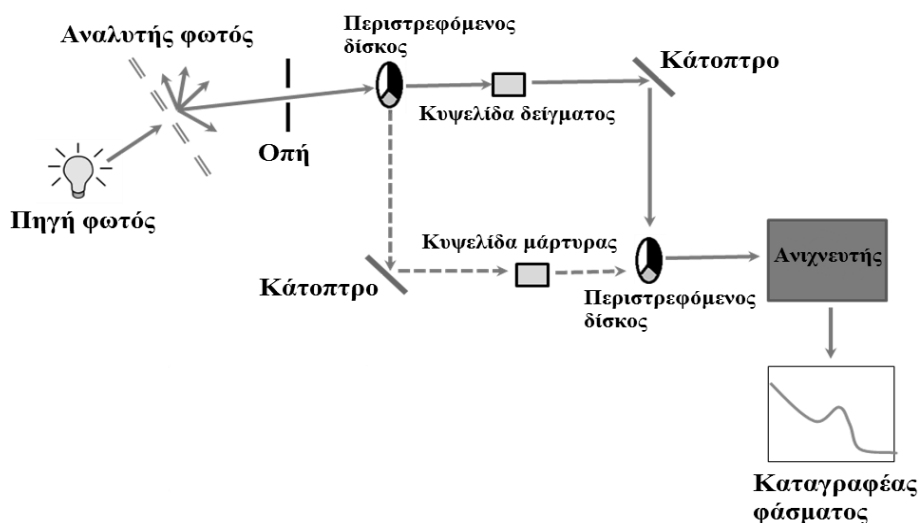 Αναλυτής φωτός
Περιστρεφόμενος
δίσκος
Κάτοπτρο
Κυψελίδα δείγματος
Οπή
Πηγή φωτός
Κυψελίδα μάρτυρας
Ανιχνευτής
Κάτοπτρο
Περιστρεφόμενος
δίσκος
Καταγραφέας
φάσματος